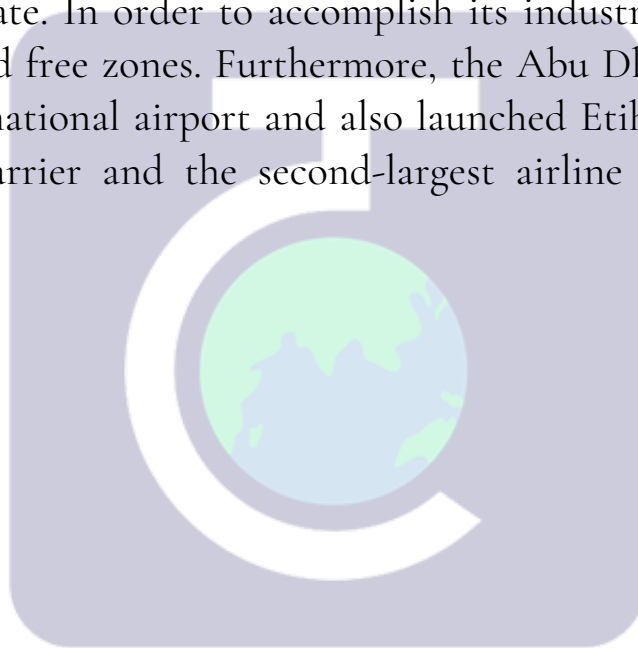 ate. In order to accomplish its industr
d free zones. Furthermore, the Abu Dl
national airport and also launched Etih
arrier and the second-largest airline